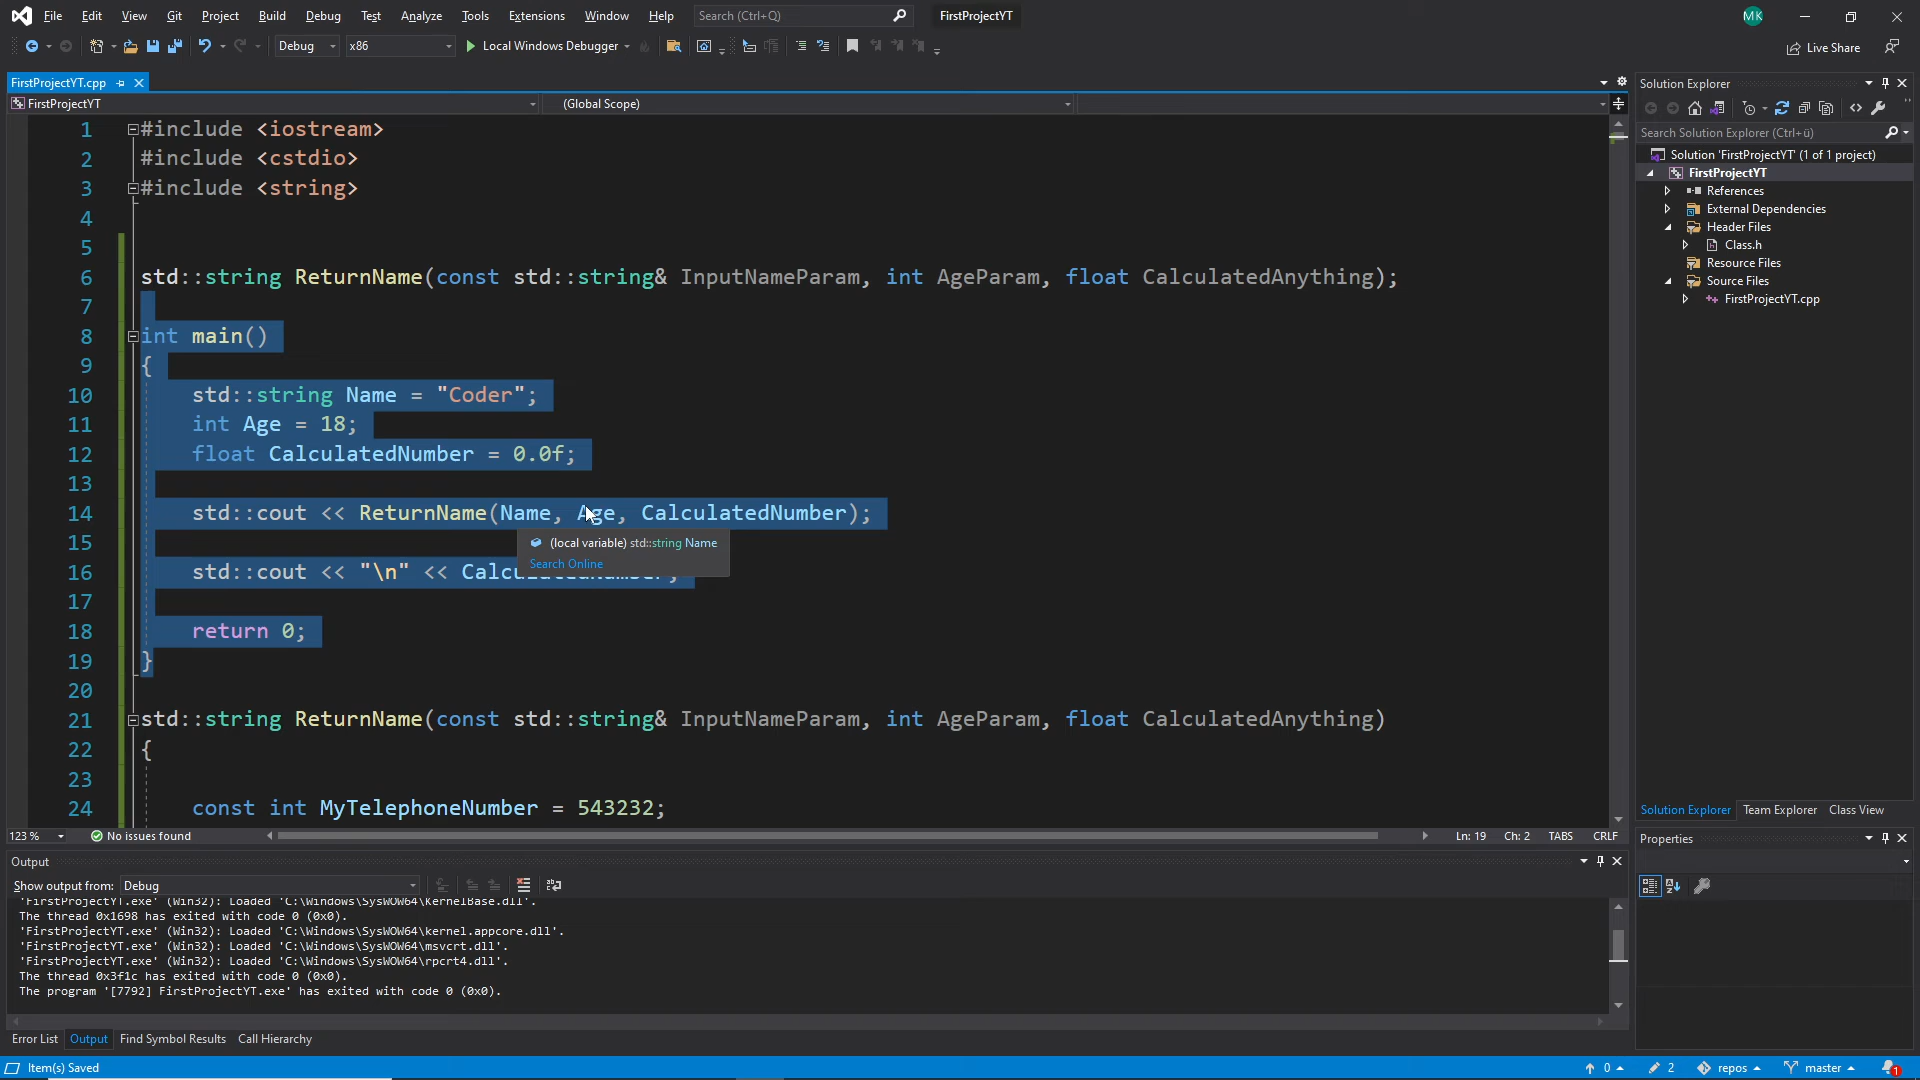 File Edit View Git Project Build Debug Test Analyze Tools Extensions Window Help Search (Ctrl+Q) FirstProjectYT MK
Debug x86 Local Windows Debugger Live Share
FirstProjectYT.cpp
FirstProjectYT (Global Scope)
1 #include <iostream>
2 #include <cstdio>
3 #include <string>
4
5
6 std::string ReturnName(const std::string& InputNameParam, int AgeParam, float CalculatedAnything);
7
8 int main()
9 {
10 std::string Name = "Coder";
11 int Age = 18;
12 float CalculatedNumber = 0.0f;
13
14 std::cout << ReturnName(Name, Age, CalculatedNumber);
15
(local variable) std::string Name
Search Online
16 std::cout << "\n" << CalculatedNumber;
17
18 return 0;
19 }
20
21 std::string ReturnName(const std::string& InputNameParam, int AgeParam, float CalculatedAnything)
22 {
23
24 const int MyTelephoneNumber = 543232;
123 % No issues found Ln: 19 Ch: 2 TABS CRLF
Output
Show output from: Debug
'FirstProjectYT.exe' (Win32): Loaded 'C:\Windows\SysWOW64\KernelBase.dll'.
The thread 0x1698 has exited with code 0 (0x0).
'FirstProjectYT.exe' (Win32): Loaded 'C:\Windows\SysWOW64\kernel.appcore.dll'.
'FirstProjectYT.exe' (Win32): Loaded 'C:\Windows\SysWOW64\msvcrt.dll'.
'FirstProjectYT.exe' (Win32): Loaded 'C:\Windows\SysWOW64\rpcrt4.dll'.
The thread 0x3f1c has exited with code 0 (0x0).
The program '[7792] FirstProjectYT.exe' has exited with code 0 (0x0).
Error List Output Find Symbol Results Call Hierarchy
Solution Explorer
Search Solution Explorer (Ctrl+ü)
Solution 'FirstProjectYT' (1 of 1 project)
FirstProjectYT
References
External Dependencies
Header Files
Class.h
Resource Files
Source Files
FirstProjectYT.cpp
Solution Explorer Team Explorer Class View
Properties
Item(s) Saved 0 2 repos master 1